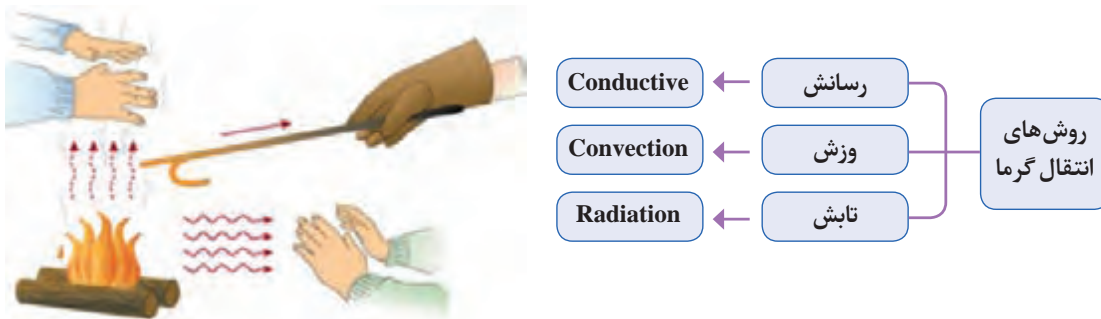 روش‌های
انتقال گرما
رسانش
Conductive
وزش
Convection
تابش
Radiation